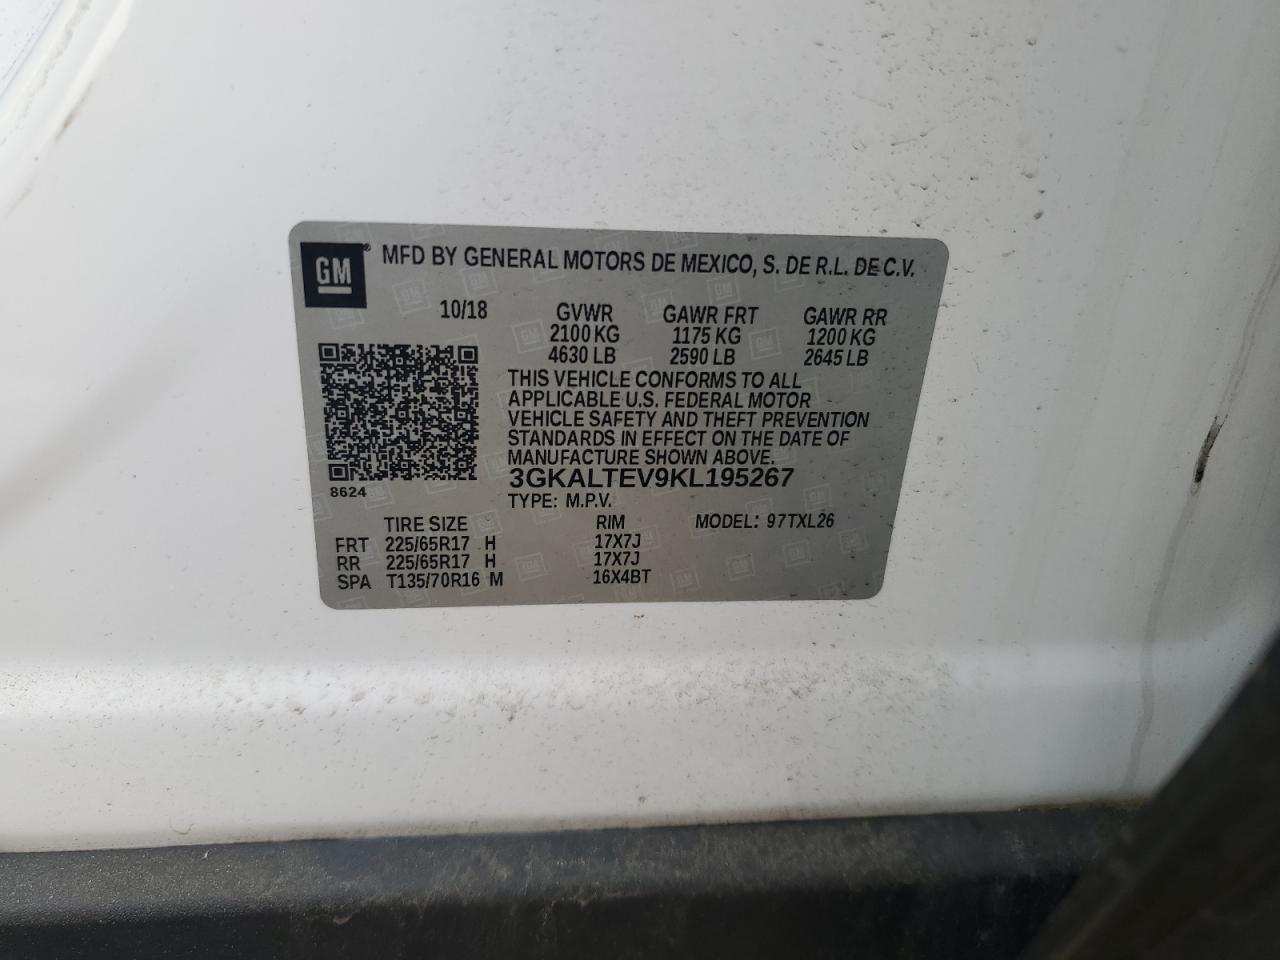 GM® MFD BY GENERAL MOTORS DE MEXICO, S. DE R.L. DE C.V.
10/18 GVWR GAWR FRT GAWR RR
2100 KG 1175 KG 1200 KG
4630 LB 2590 LB 2645 LB
THIS VEHICLE CONFORMS TO ALL
APPLICABLE U.S. FEDERAL MOTOR
VEHICLE SAFETY AND THEFT PREVENTION
STANDARDS IN EFFECT ON THE DATE OF
MANUFACTURE SHOWN ABOVE.
3GKALTEV9KL195267
8624
TYPE: M.P.V.
TIRE SIZE RIM MODEL: 97TXL26
FRT 225/65R17 H 17X7J
RR 225/65R17 H 17X7J
SPA T135/70R16 M 16X4BT